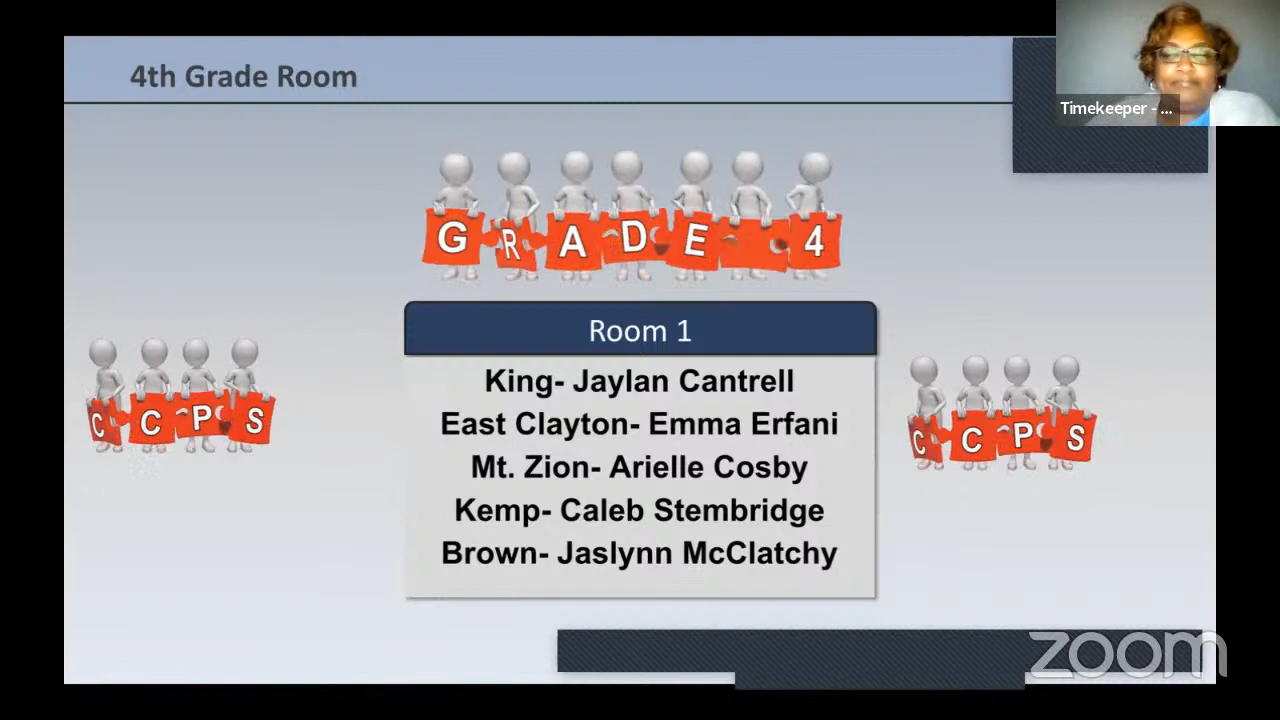 4th Grade Room
Timekeeper - ...
GRADE 4
Room 1
King- Jaylan Cantrell
East Clayton- Emma Erfani
Mt. Zion- Arielle Cosby
Kemp- Caleb Stembridge
Brown- Jaslynn McClatchy
CCPS
CCPS
zoom